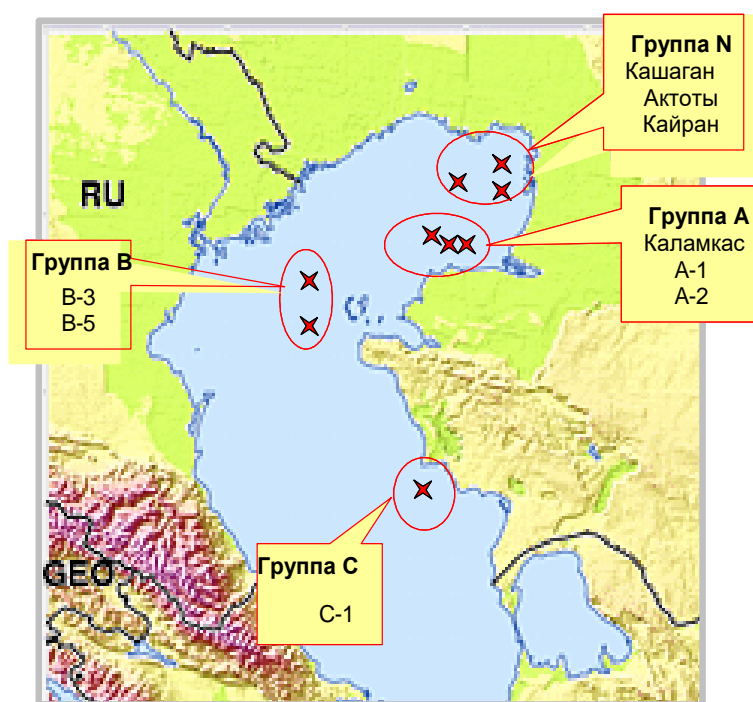 Группа N
Кашаган
Актоты
Кайран
RU
Группа А
Каламкас
А-1
А-2
Группа В
В-3
В-5
Группа С
С-1
GEO